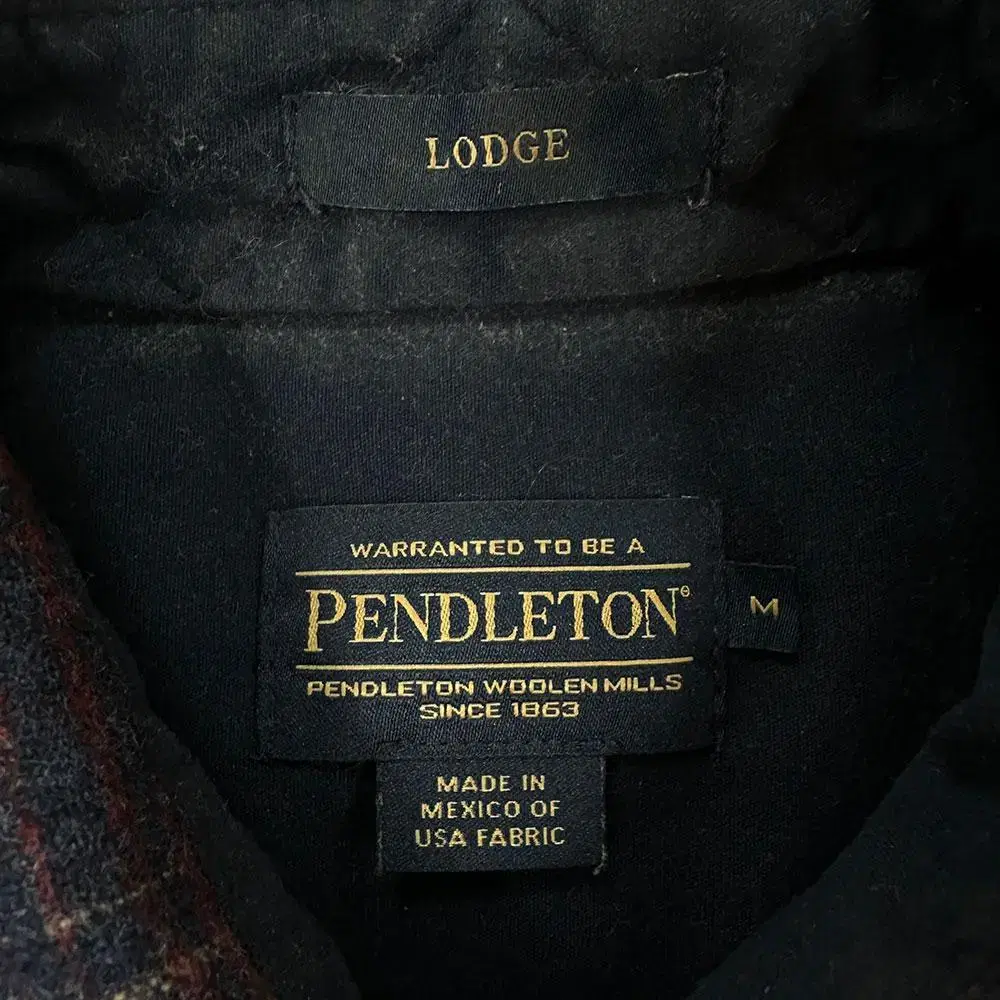 LODGE
WARRANTED TO BE A
PENDLETON®
M
PENDLETON WOOLEN MILLS
SINCE 1863
MADE IN
MEXICO OF
USA FABRIC